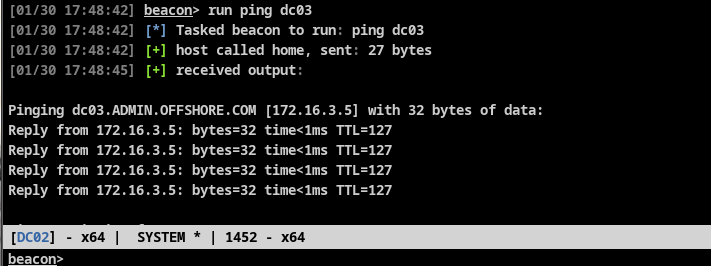 [01/30 17:48:42] beacon> run ping dc03
[01/30 17:48:42] [*] Tasked beacon to run: ping dc03
[01/30 17:48:42] [+] host called home, sent: 27 bytes
[01/30 17:48:45] [+] received output:
Pinging dc03.ADMIN.OFFSHORE.COM [172.16.3.5] with 32 bytes of data:
Reply from 172.16.3.5: bytes=32 time<1ms TTL=127
Reply from 172.16.3.5: bytes=32 time<1ms TTL=127
Reply from 172.16.3.5: bytes=32 time<1ms TTL=127
Reply from 172.16.3.5: bytes=32 time<1ms TTL=127
[DC02] - x64 | SYSTEM * | 1452 - x64
beacon>